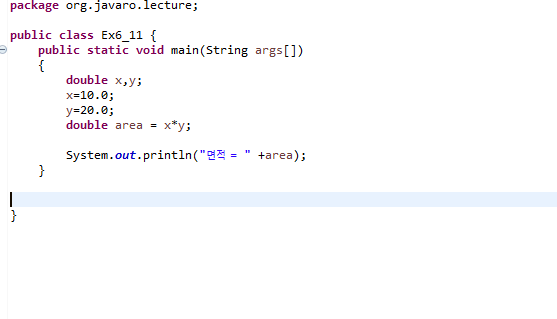 package org.javaro.lecture;
public class Ex6_11 {
public static void main(String args[])
{
double x,y;
x=10.0;
y=20.0;
double area = x*y;
System.out.println("면적 = " +area);
}
}